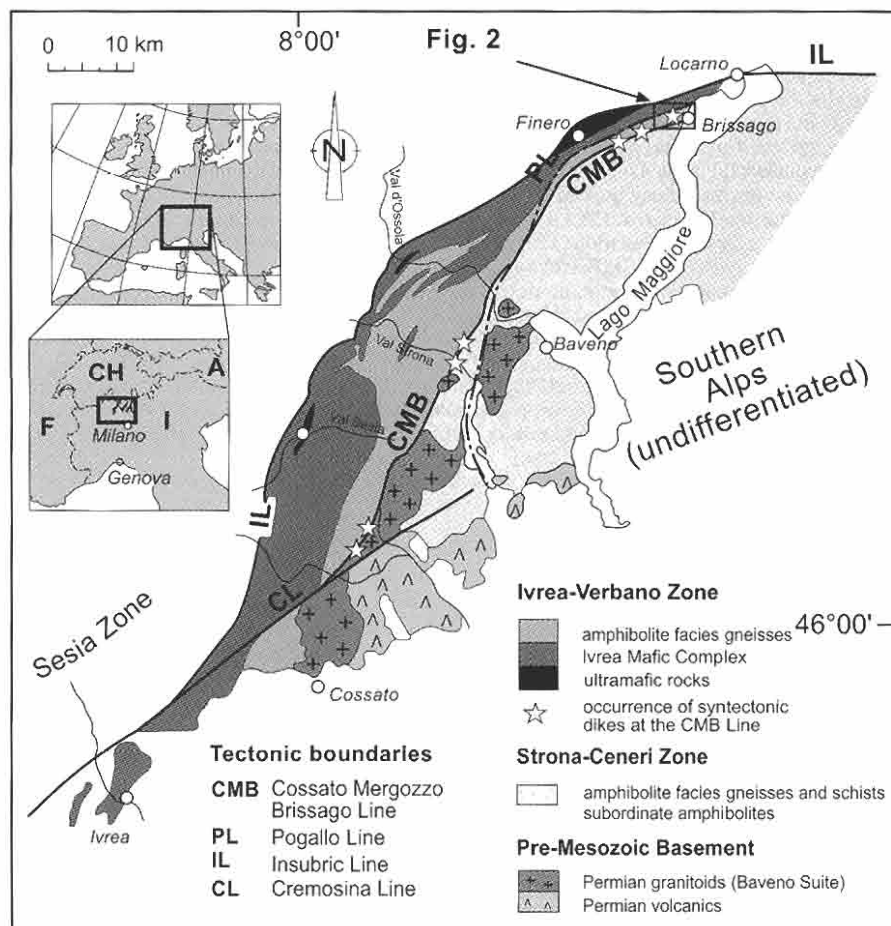 0 10 km
8°00'
Fig. 2
Locarno
IL
Finero
Brissago
PL
CMB
N
Val d'Ossola
Lago Maggiore
Baveno
Val Strona
CH
A
F
I
Milano
Genova
Val Sesia
CMB
Southern
Alps
(undifferentiated)
IL
CL
Sesia Zone
Cossato
Ivrea
46°00'
Ivrea-Verbano Zone
amphibolite facies gneisses
Ivrea Mafic Complex
ultramafic rocks
occurrence of syntectonic
dikes at the CMB Line
Strona-Ceneri Zone
amphibolite facies gneisses and schists
subordinate amphibolites
Pre-Mesozoic Basement
Permian granitoids (Baveno Suite)
Permian volcanics
Tectonic boundaries
CMB Cossato Mergozzo
Brissago Line
PL Pogallo Line
IL Insubric Line
CL Cremosina Line